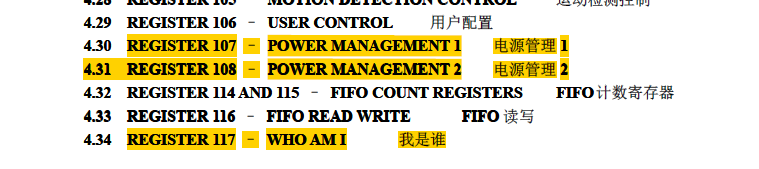 4.28 REGISTER 105 – MOTION DETECTION CONTROL 运动检测控制
4.29 REGISTER 106 – USER CONTROL 用户配置
4.30 REGISTER 107 – POWER MANAGEMENT 1 电源管理 1
4.31 REGISTER 108 – POWER MANAGEMENT 2 电源管理 2
4.32 REGISTER 114 AND 115 – FIFO COUNT REGISTERS FIFO 计数寄存器
4.33 REGISTER 116 – FIFO READ WRITE FIFO 读写
4.34 REGISTER 117 – WHO AM I 我是谁